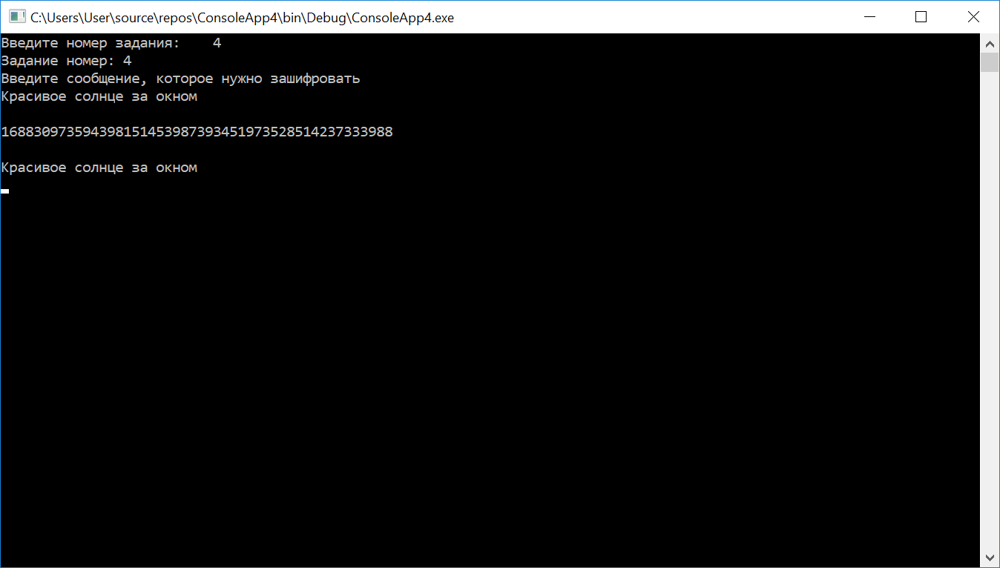 C:\Users\User\source\repos\ConsoleApp4\bin\Debug\ConsoleApp4.exe
Введите номер задания:    4
Задание номер: 4
Введите сообщение, которое нужно зашифровать
Красивое солнце за окном
168830973594398151453987393451973528514237333988
Красивое солнце за окном